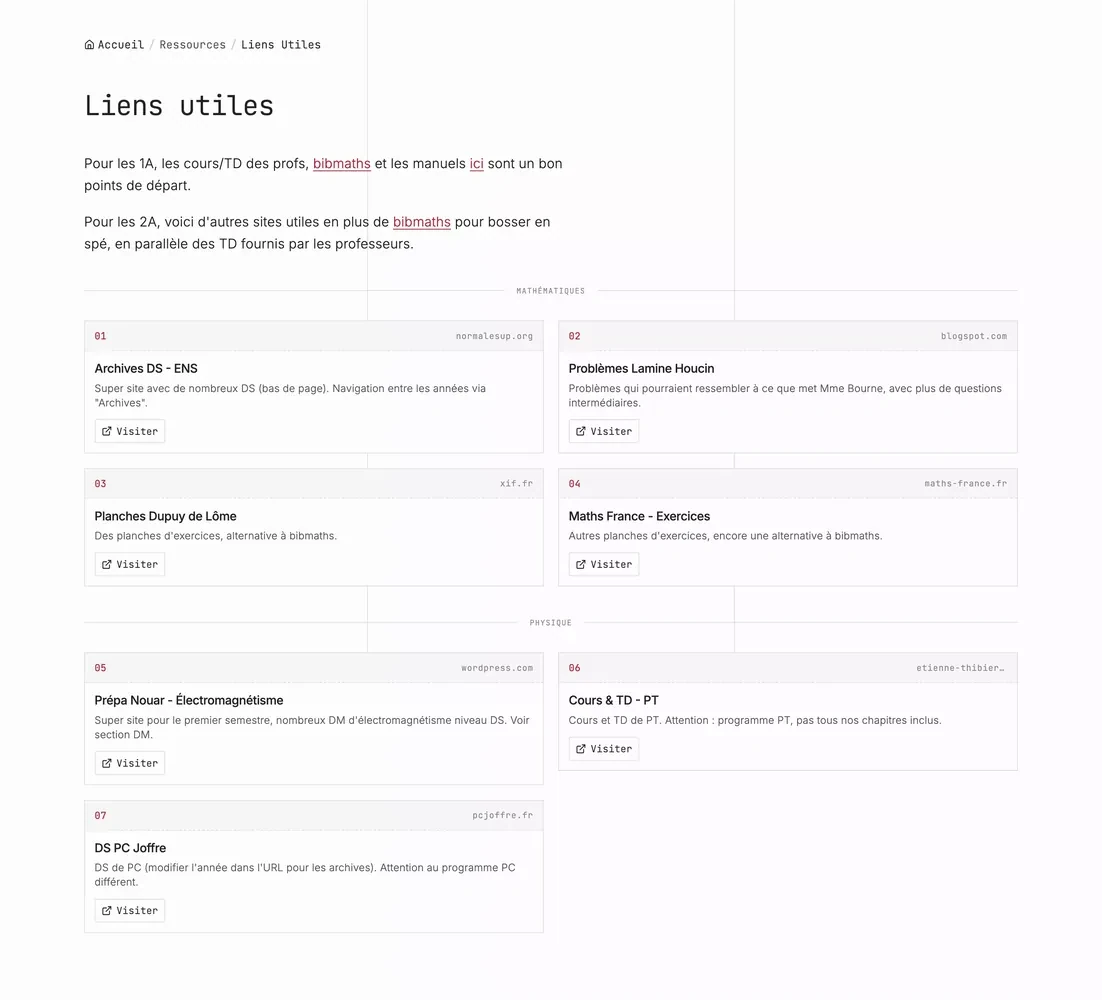 Accueil / Ressources / Liens Utiles
Liens utiles
Pour les 1A, les cours/TD des profs, bibmaths et les manuels ici sont un bon
points de départ.
Pour les 2A, voici d'autres sites utiles en plus de bibmaths pour bosser en
spé, en parallèle des TD fournis par les professeurs.
MATHÉMATIQUES
01 normalesup.org
Archives DS - ENS
Super site avec de nombreux DS (bas de page). Navigation entre les années via
"Archives".
Visiter
02 blogspot.com
Problèmes Lamine Houcin
Problèmes qui pourraient ressembler à ce que met Mme Bourne, avec plus de questions
intermédiaires.
Visiter
03 xif.fr
Planches Dupuy de Lôme
Des planches d'exercices, alternative à bibmaths.
Visiter
04 maths-france.fr
Maths France - Exercices
Autres planches d'exercices, encore une alternative à bibmaths.
Visiter
PHYSIQUE
05 wordpress.com
Prépa Nouar - Électromagnétisme
Super site pour le premier semestre, nombreux DM d'électromagnétisme niveau DS. Voir
section DM.
Visiter
06 etienne-thibier…
Cours & TD - PT
Cours et TD de PT. Attention : programme PT, pas tous nos chapitres inclus.
Visiter
07 pcjoffre.fr
DS PC Joffre
DS de PC (modifier l'année dans l'URL pour les archives). Attention au programme PC
différent.
Visiter